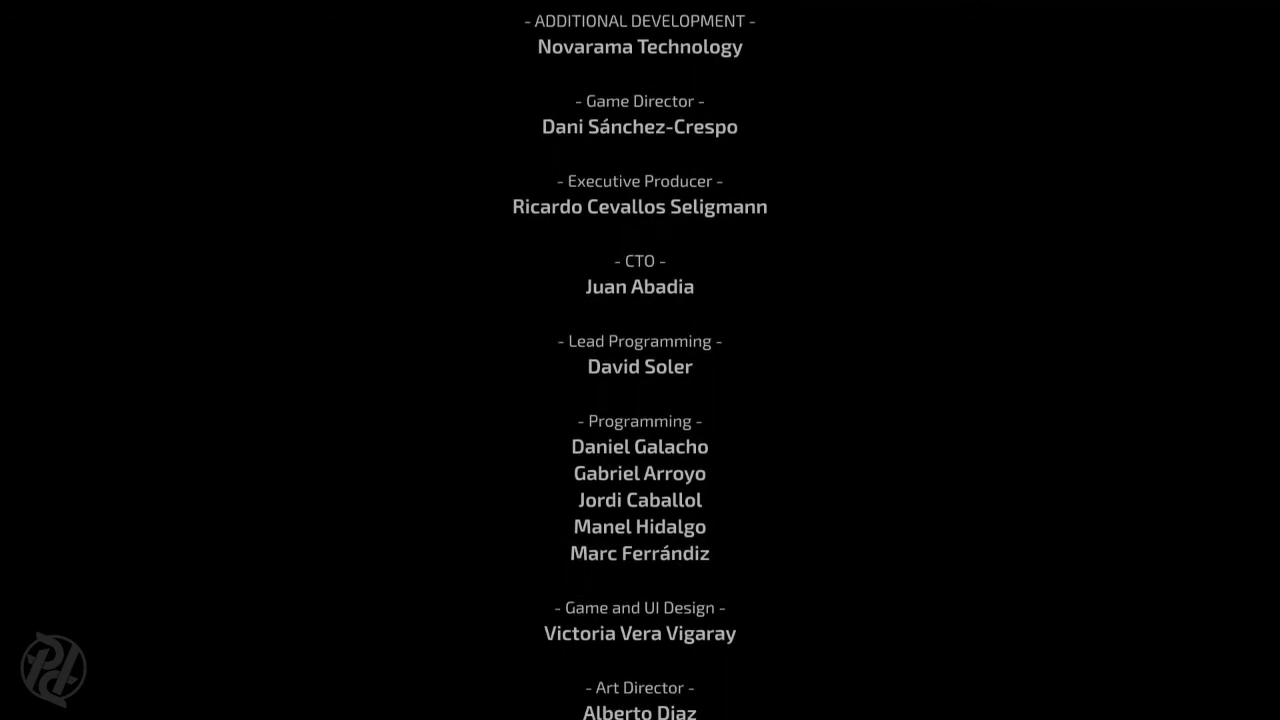 - ADDITIONAL DEVELOPMENT -
Novarama Technology
- Game Director -
Dani Sánchez-Crespo
- Executive Producer -
Ricardo Cevallos Seligmann
- CTO -
Juan Abadia
- Lead Programming -
David Soler
- Programming -
Daniel Galacho
Gabriel Arroyo
Jordi Caballol
Manel Hidalgo
Marc Ferrándiz
- Game and UI Design -
Victoria Vera Vigaray
- Art Director -
Alberto Diaz